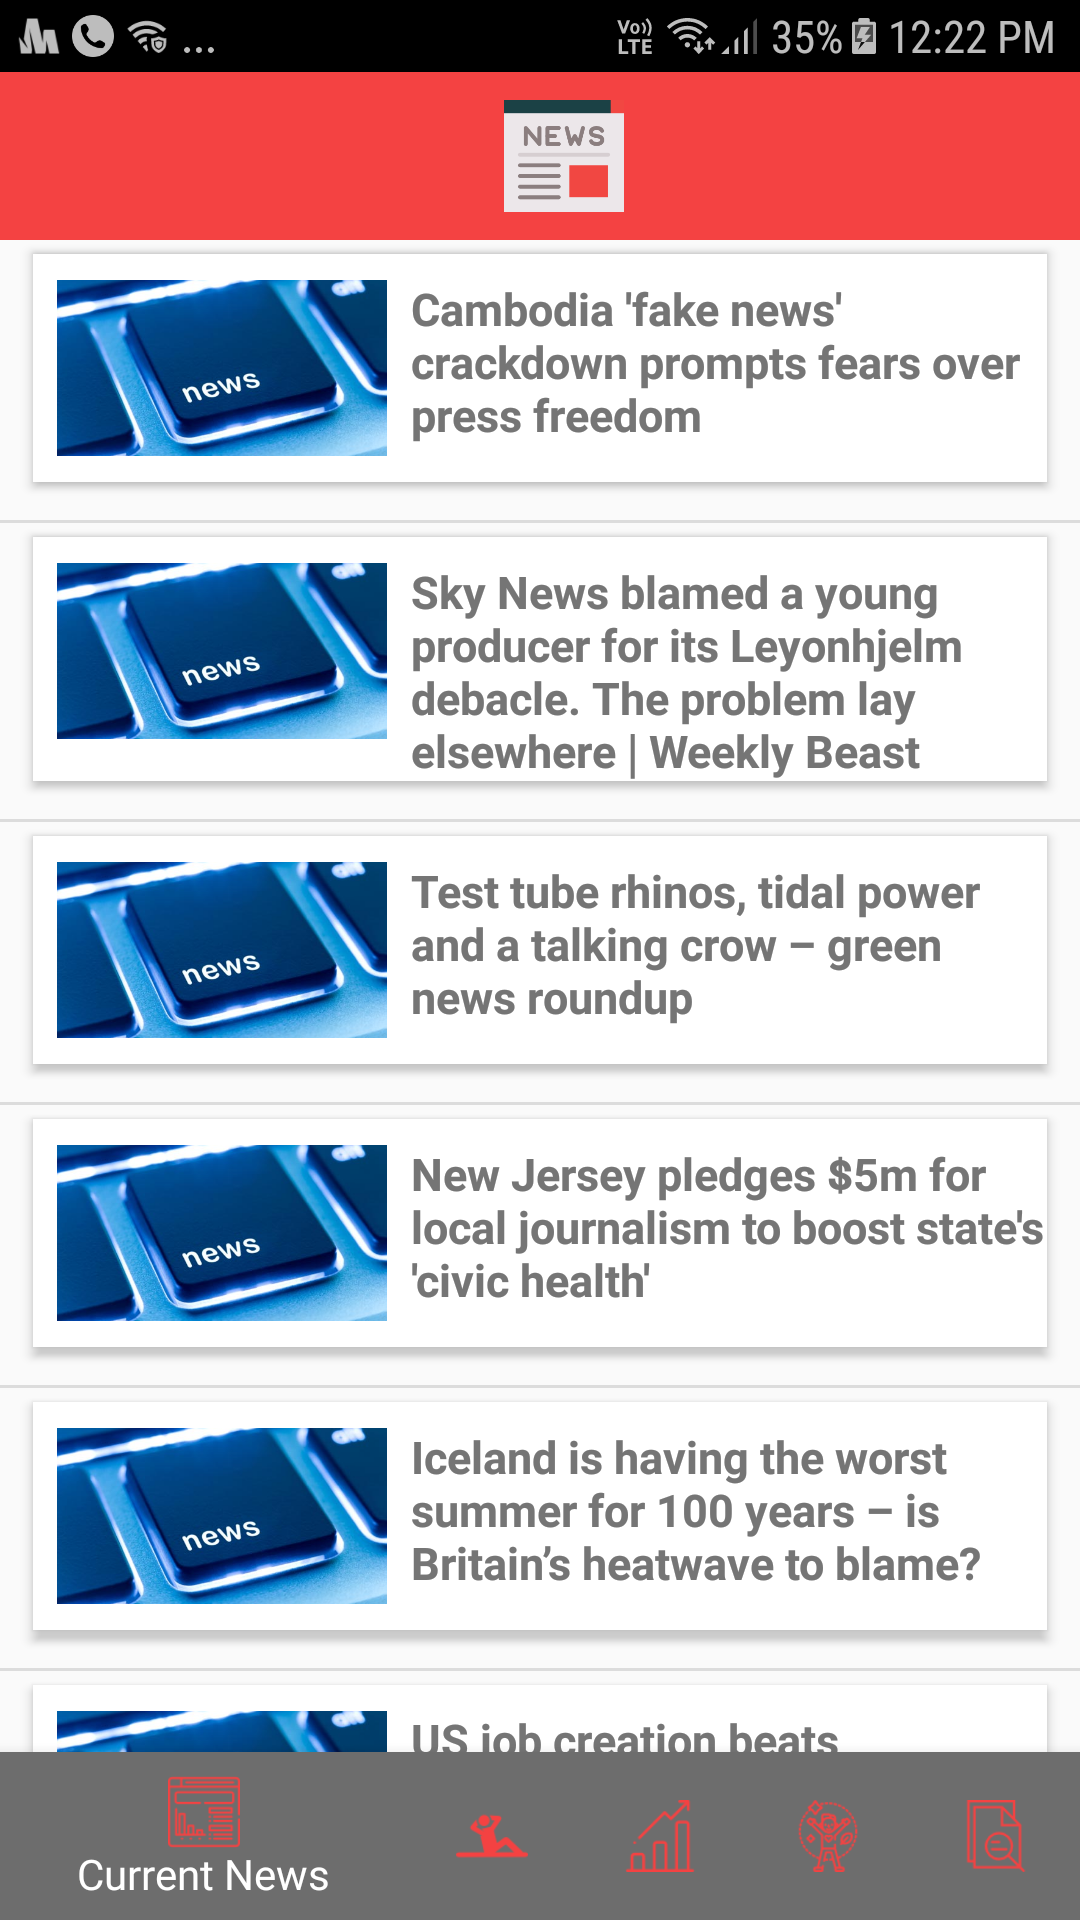 Vo)) LTE 35% 12:22 PM
NEWS
news
Cambodia 'fake news'
crackdown prompts fears over
press freedom
news
Sky News blamed a young
producer for its Leyonhjelm
debacle. The problem lay
elsewhere | Weekly Beast
news
Test tube rhinos, tidal power
and a talking crow – green
news roundup
news
New Jersey pledges $5m for
local journalism to boost state's
'civic health'
news
Iceland is having the worst
summer for 100 years – is
Britain’s heatwave to blame?
US job creation beats
Current News